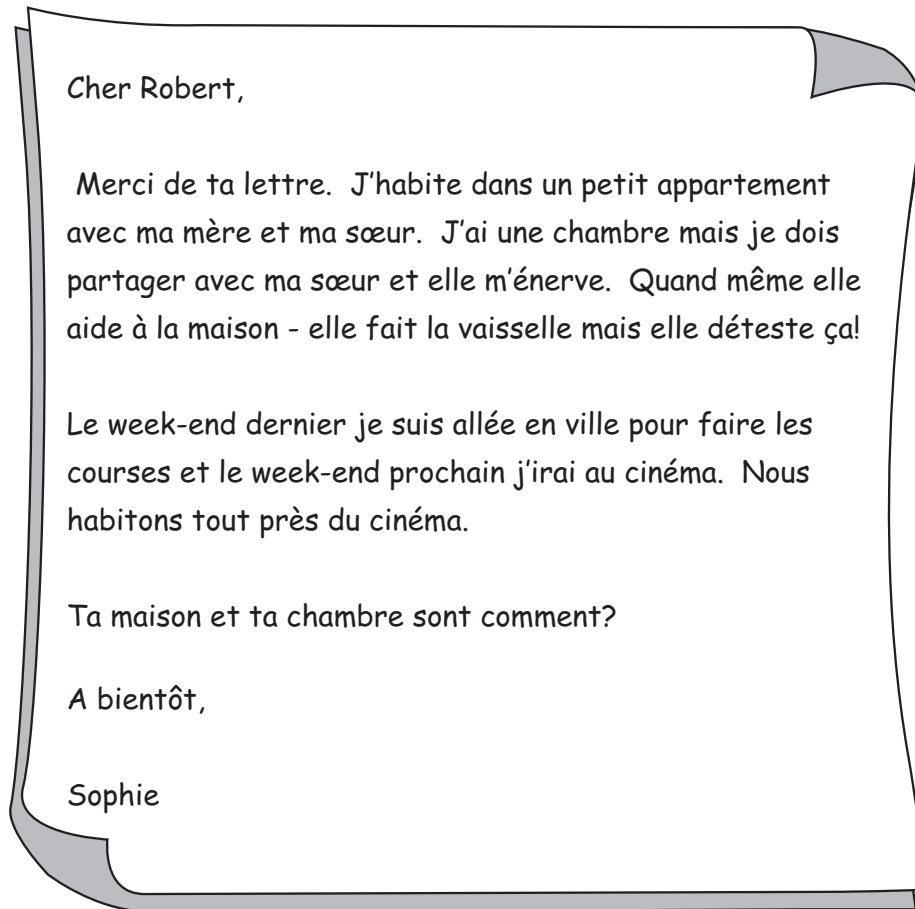 Cher Robert,
Merci de ta lettre.  J’habite dans un petit appartement
avec ma mère et ma sœur.  J’ai une chambre mais je dois
partager avec ma sœur et elle m’énerve.  Quand même elle
aide à la maison - elle fait la vaisselle mais elle déteste ça!
Le week-end dernier je suis allée en ville pour faire les
courses et le week-end prochain j’irai au cinéma.  Nous
habitons tout près du cinéma.
Ta maison et ta chambre sont comment?
A bientôt,
Sophie